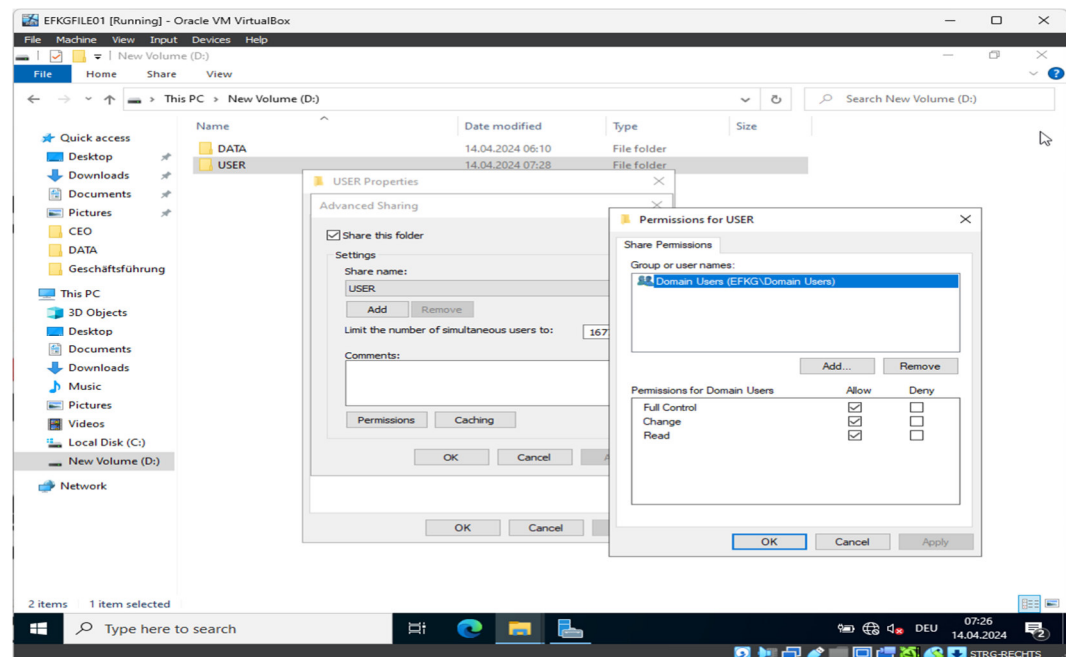 EFKGFILE01 [Running] - Oracle VM VirtualBox
File Machine View Input Devices Help
New Volume (D:)
File Home Share View
This PC > New Volume (D:)
Search New Volume (D:)
Name Date modified Type Size
DATA 14.04.2024 06:10 File folder
USER 14.04.2024 07:28 File folder
Quick access
Desktop
Downloads
Documents
Pictures
CEO
DATA
Geschäftsführung
This PC
3D Objects
Desktop
Documents
Downloads
Music
Pictures
Videos
Local Disk (C:)
New Volume (D:)
Network
USER Properties
Advanced Sharing
Share this folder
Settings
Share name:
USER
Add Remove
Limit the number of simultaneous users to:
Comments:
Permissions Caching
OK Cancel
OK Cancel
Permissions for USER
Share Permissions
Group or user names:
Domain Users (EFKG\Domain Users)
Add... Remove
Permissions for Domain Users Allow Deny
Full Control
Change
Read
OK Cancel Apply
2 items 1 item selected
Type here to search
DEU
07:26
14.04.2024
2
STRG-RECHTS